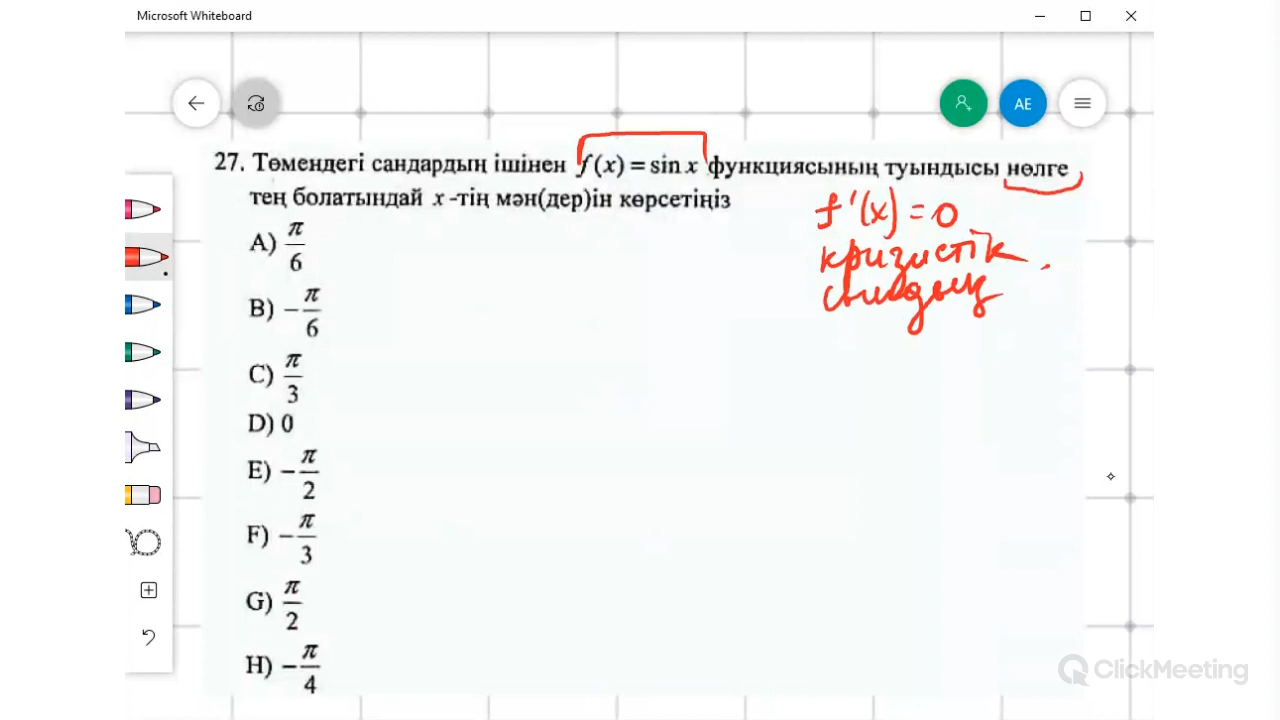 Microsoft Whiteboard
AE
27. Төмендегі сандардың ішінен f(x) = sin x функциясының туындысы нөлге
тең болатындай x -тің мән(дер)ін көрсетіңіз
f'(x) = 0
кризистік
A) π/6
B) −π/6
C) π/3
D) 0
E) −π/2
F) −π/3
G) π/2
H) −π/4
ClickMeeting